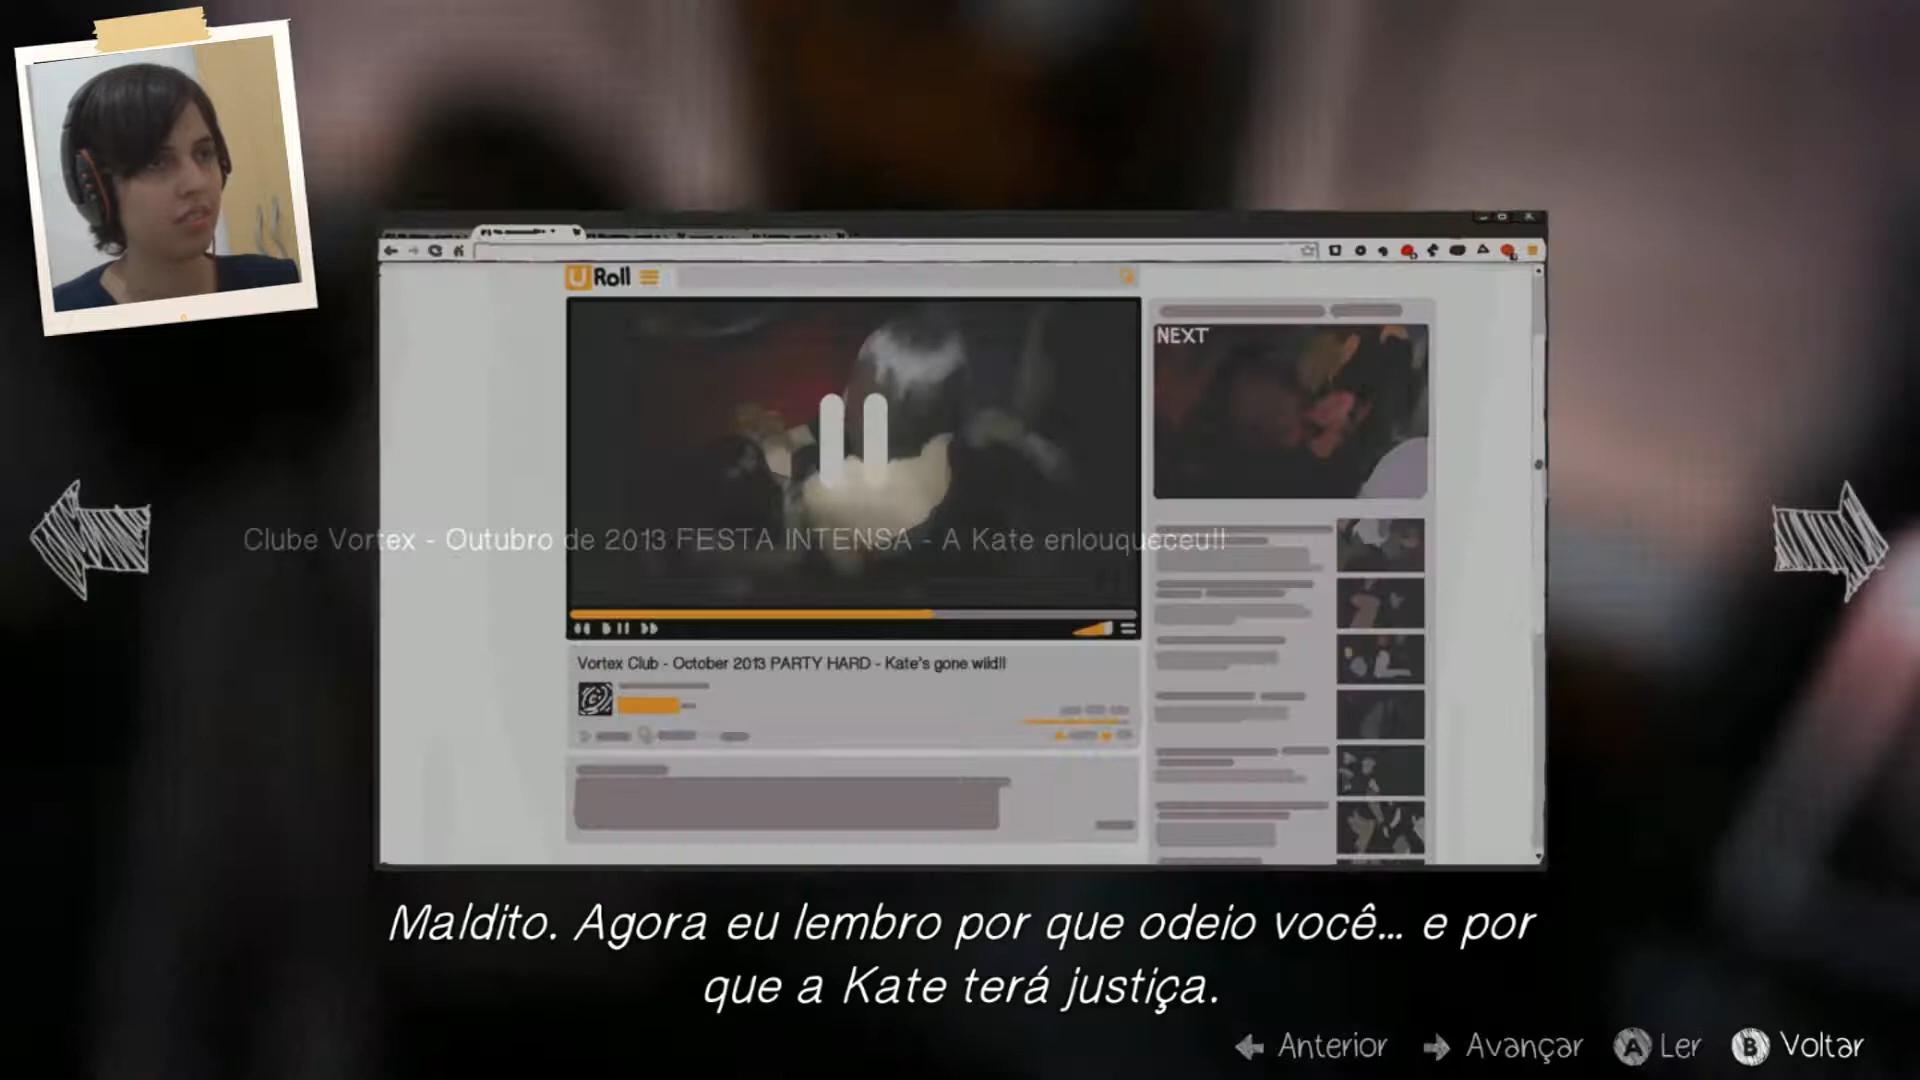 U Roll
NEXT
Clube Vortex - Outubro de 2013 FESTA INTENSA - A Kate enlouqueceu!!
Vortex Club - October 2013 PARTY HARD - Kate's gone wild!!
Maldito. Agora eu lembro por que odeio você... e por
que a Kate terá justiça.
Anterior Avançar A Ler B Voltar